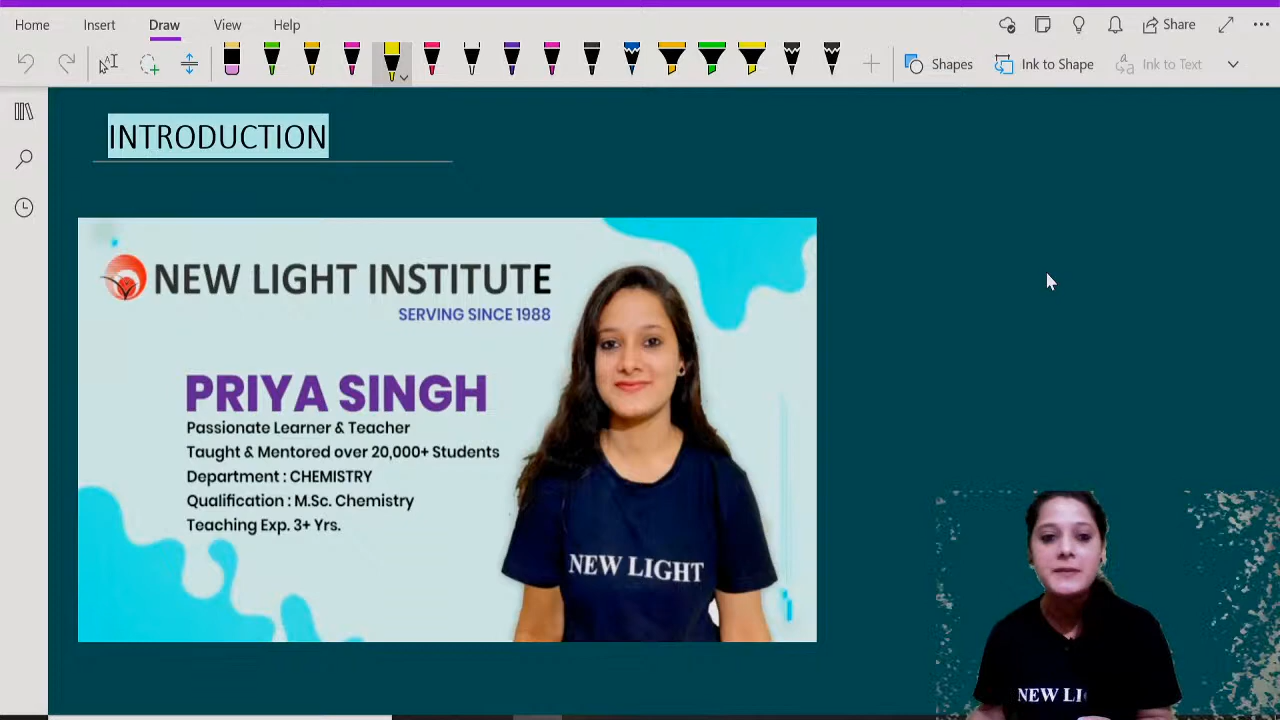 Home Insert Draw View Help
Share
Shapes Ink to Shape Ink to Text
INTRODUCTION
NEW LIGHT INSTITUTE
SERVING SINCE 1988
PRIYA SINGH
Passionate Learner & Teacher
Taught & Mentored over 20,000+ Students
Department : CHEMISTRY
Qualification : M.Sc. Chemistry
Teaching Exp. 3+ Yrs.
NEW LIGHT
NEW LI